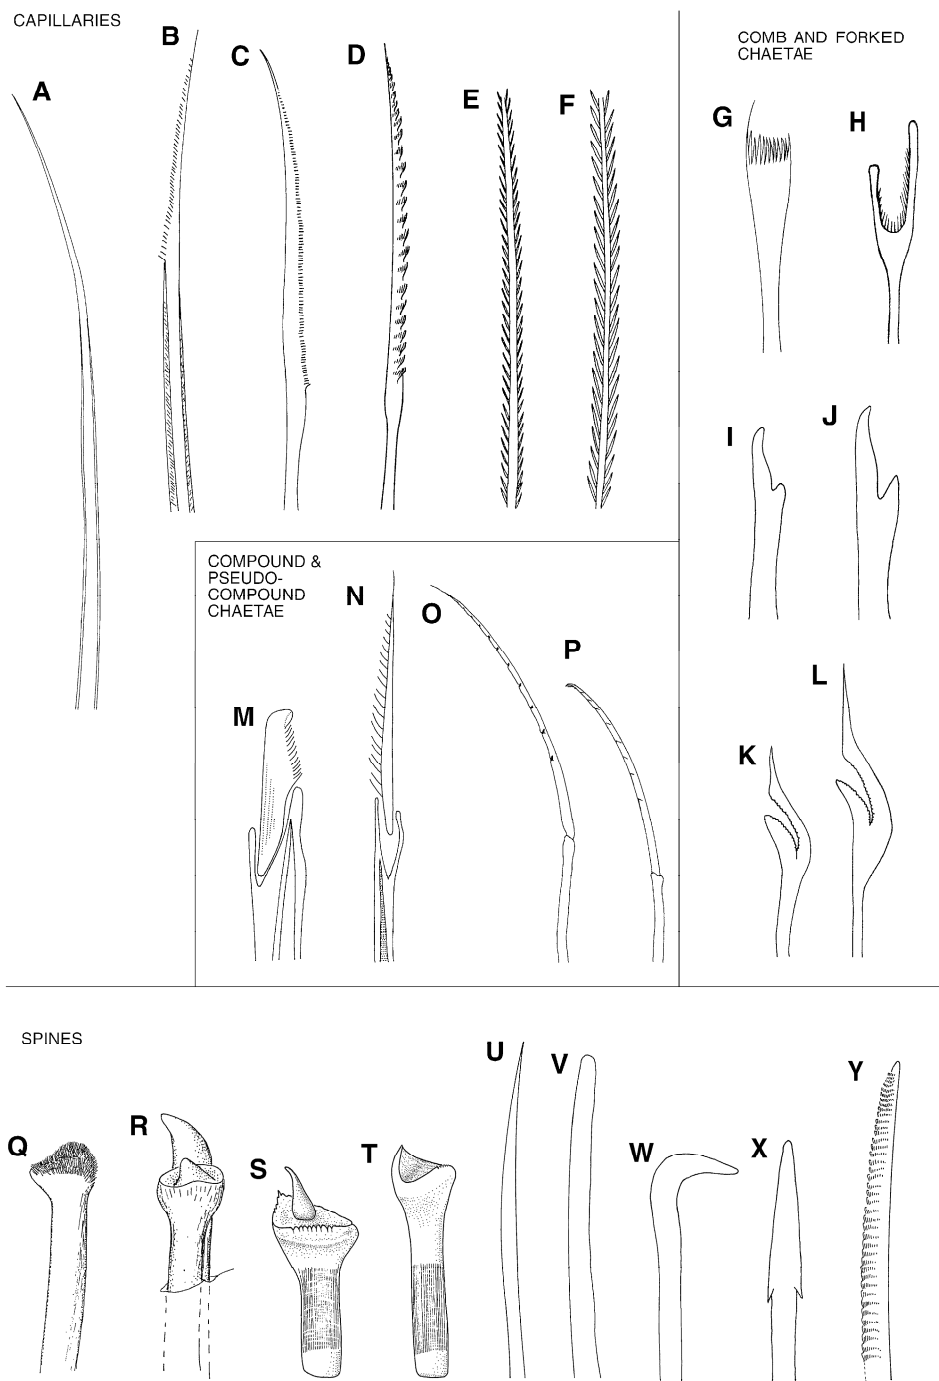 CAPILLARIES
A
B
C
D
E
F
COMB AND FORKED
CHAETAE
G
H
I
J
K
L
COMPOUND &
PSEUDO-
COMPOUND
CHAETAE
M
N
O
P
SPINES
Q
R
S
T
U
V
W
X
Y